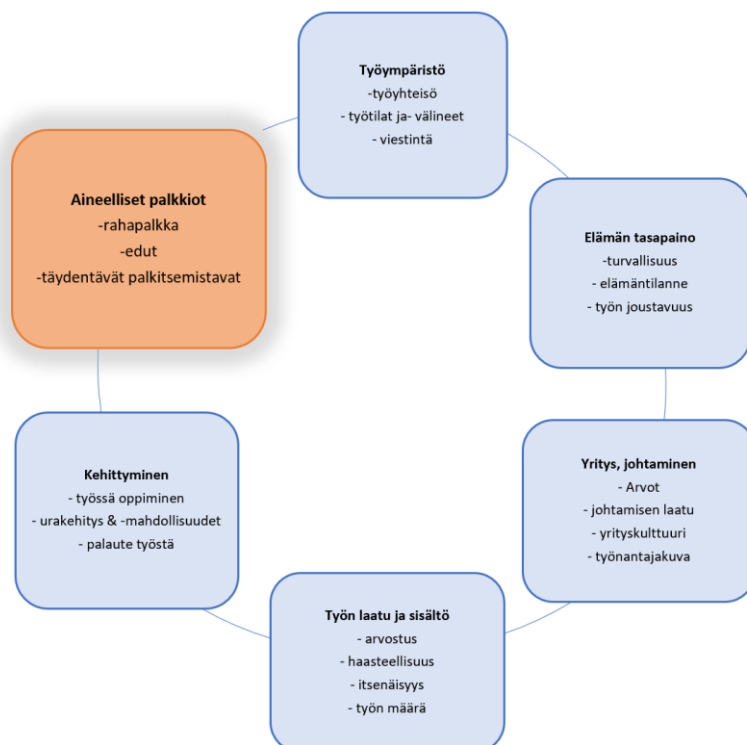 Työympäristö
-työyhteisö
- työtilat ja- välineet
- viestintä
Aineelliset palkkiot
-rahapalkka
-edut
-täydentävät palkitsemistavat
Elämän tasapaino
-turvallisuus
- elämäntilanne
- työn joustavuus
Yritys, johtaminen
- Arvot
- johtamisen laatu
- yrityskulttuuri
- työnantajakuva
Työn laatu ja sisältö
- arvostus
- haasteellisuus
- itsenäisyys
- työn määrä
Kehittyminen
- työssä oppiminen
- urakehitys & -mahdollisuudet
- palaute työstä